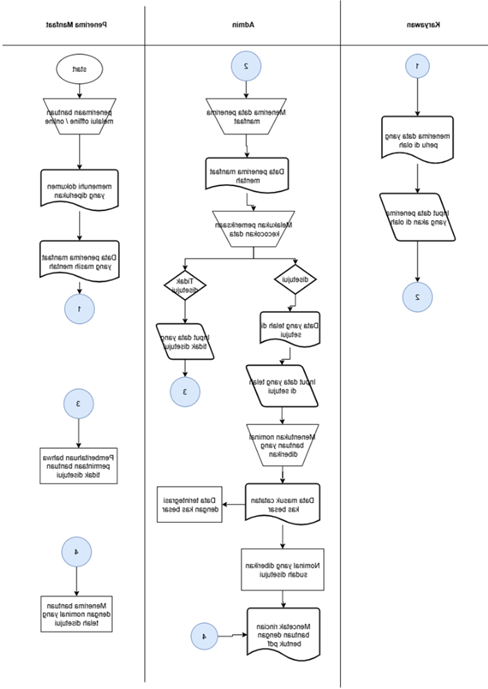 Penerima Manfaat
start
penerimaan bantuan
melalui offline / online
memenuhi dokumen
yang diperlukan
Data penerima manfaat
yang masih mentah
1
3
Pemberitahuan bahwa
permintaan bantuan
tidak disetujui
4
Menerima bantuan
dengan nominal yang
telah disetujui
Admin
2
Menerima data penerima
manfaat
Data penerima manfaat
mentah
Melakukan pemeriksaan
kecocokan data
Tidak
disetujui
disetujui
Input data yang
tidak disetujui
3
Data yang telah di
setujui
Input data yang telah
di setujui
Menentukan nominal
bantuan yang
diberikan
Data masuk catatan
kas besar
Data terintegrasi
dengan kas besar
Nominal yang diberikan
sudah disetujui
Mencetak rincian
bantuan dengan
bentuk pdf
4
Karyawan
1
menerima data yang
perlu di olah
Input data penerima
yang akan di olah
2